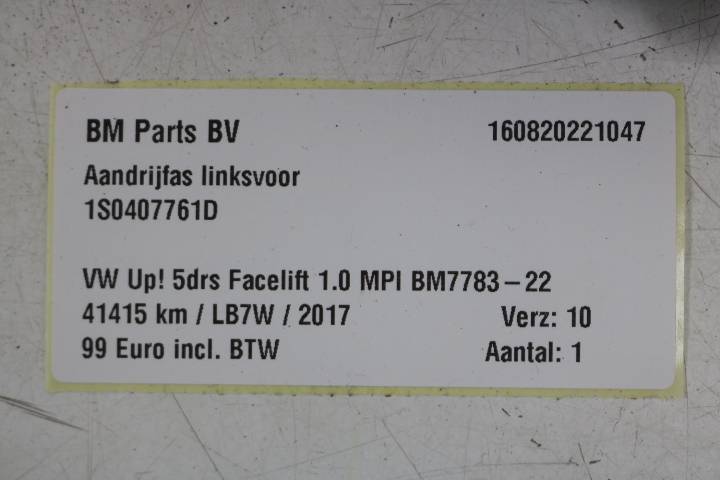 BM Parts BV 160820221047
Aandrijfas linksvoor
1S0407761D
VW Up! 5drs Facelift 1.0 MPI BM7783-22
41415 km / LB7W / 2017 Verz: 10
99 Euro incl. BTW Aantal: 1